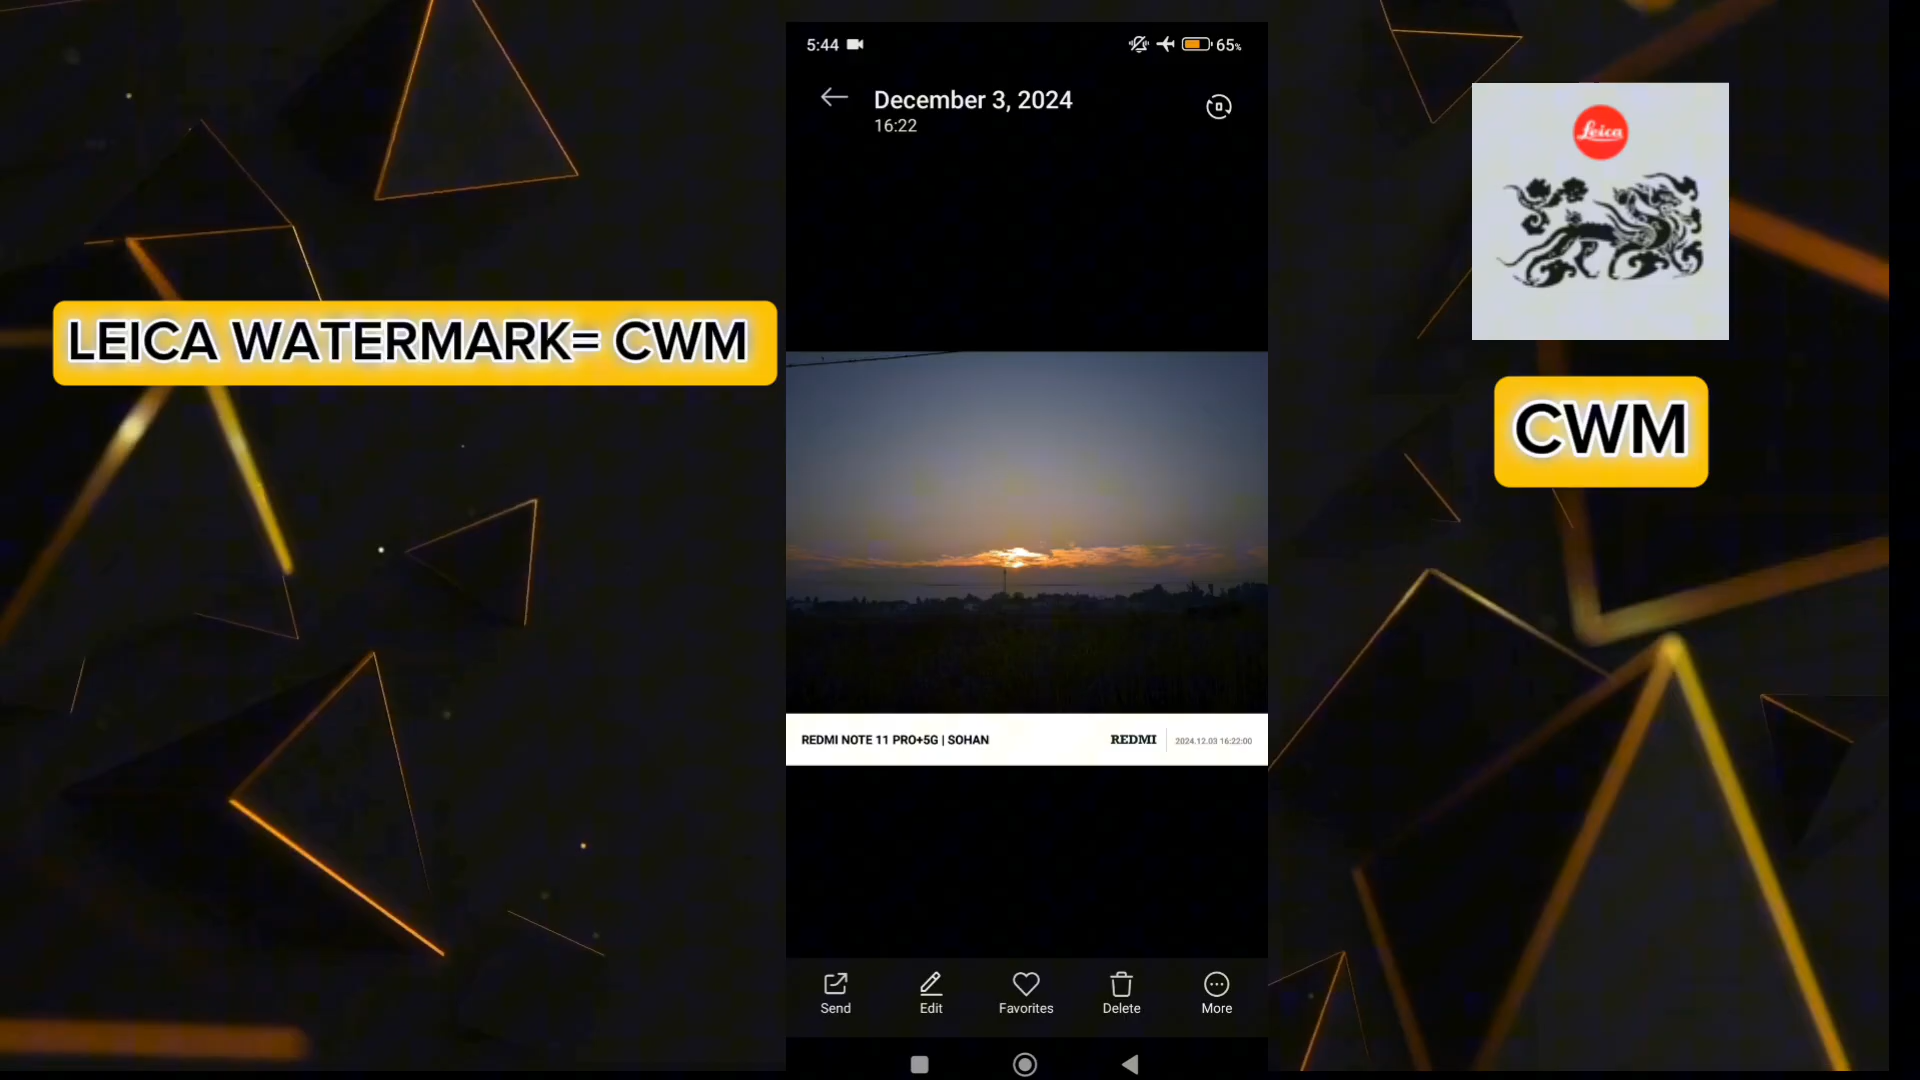 5:44
65%
December 3, 2024
16:22
Leica
LEICA WATERMARK= CWM
CWM
REDMI NOTE 11 PRO+5G | SOHAN
REDMI
2024.12.03 16:22:00
Send
Edit
Favorites
Delete
More